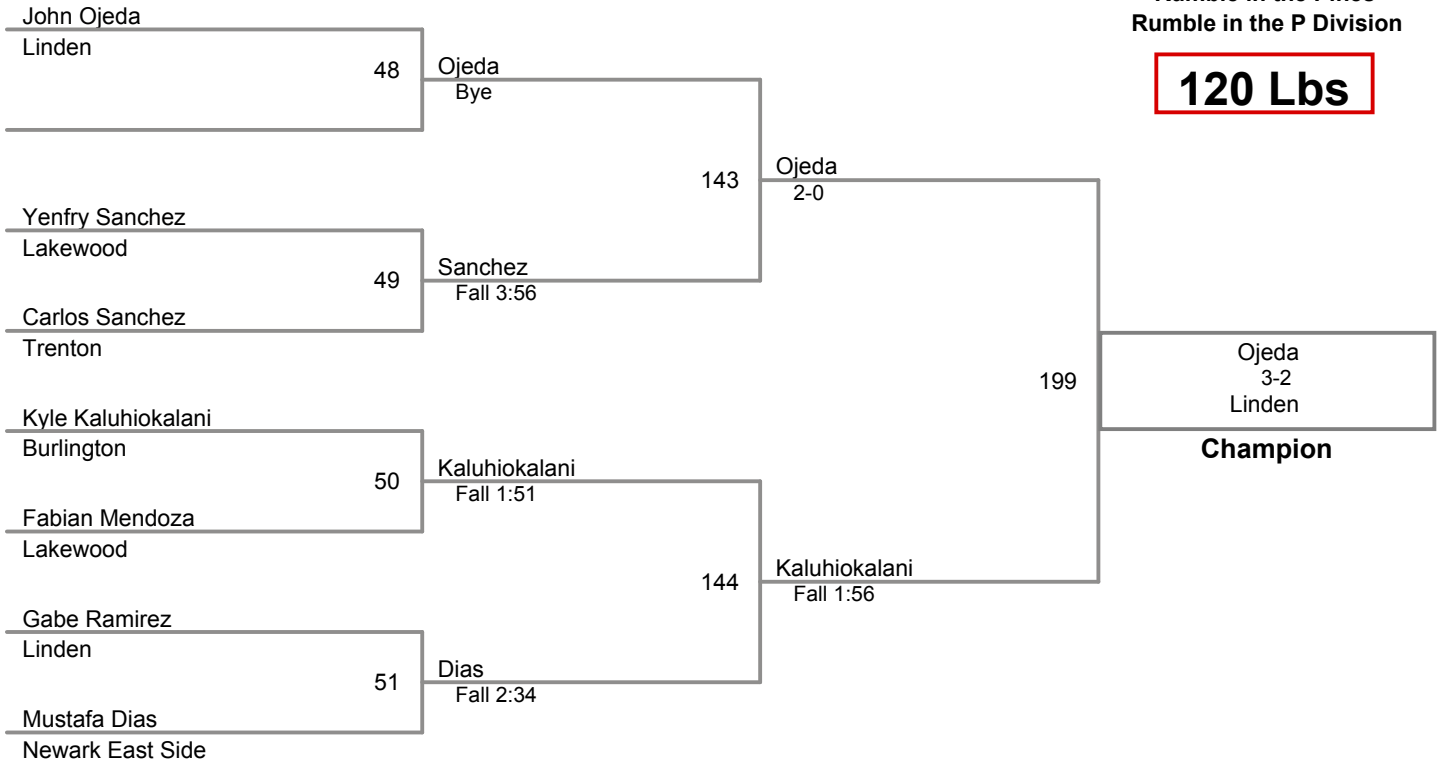 Rumble in the P Division
120 Lbs
John Ojeda
Linden
48
Ojeda
Bye
143
Ojeda
2-0
Yenfry Sanchez
Lakewood
49
Sanchez
Fall 3:56
Carlos Sanchez
Trenton
199
Ojeda
3-2
Linden
Champion
Kyle Kaluhiokalani
Burlington
50
Kaluhiokalani
Fall 1:51
Fabian Mendoza
Lakewood
144
Kaluhiokalani
Fall 1:56
Gabe Ramirez
Linden
51
Dias
Fall 2:34
Mustafa Dias
Newark East Side